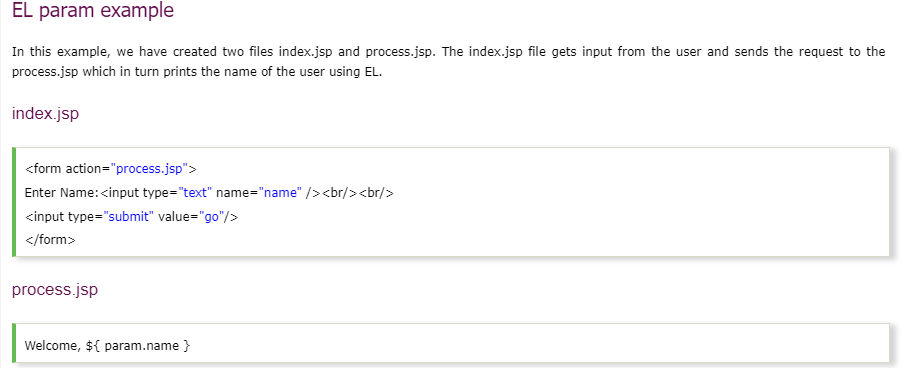 EL param example
In this example, we have created two files index.jsp and process.jsp. The index.jsp file gets input from the user and sends the request to the
process.jsp which in turn prints the name of the user using EL.
index.jsp
<form action="process.jsp">
Enter Name:<input type="text" name="name" /><br/><br/>
<input type="submit" value="go"/>
</form>
process.jsp
Welcome, ${ param.name }